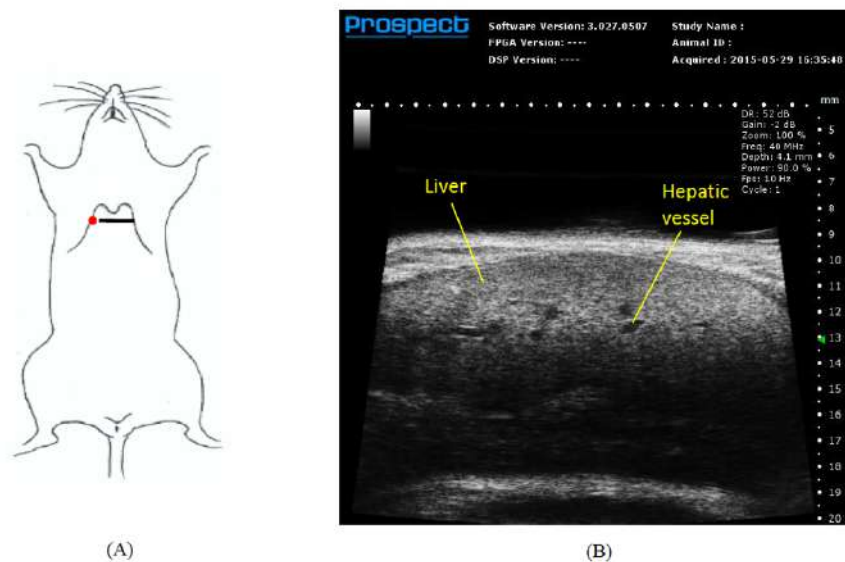 Prospect
Software Version: 3.027.0507
Study Name :
FPGA Version: ----
Animal ID :
DSP Version: ----
Acquired : 2015-05-29 16:35:48
mm
DR: 52 dB
Gain: -2 dB
Zoom: 100 %
Freq: 40 MHz
Depth: 4.1 mm
Power: 90.0 %
Fps: 10 Hz
Cycle: 1
5
6
7
8
9
10
11
12
13
14
15
16
17
18
19
20
Liver
Hepatic
vessel
(A)
(B)